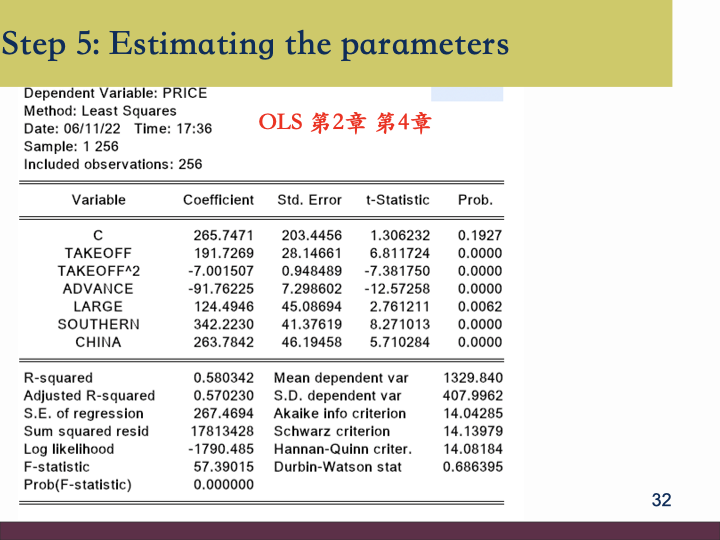 Step 5: Estimating the parameters
Dependent Variable: PRICE
Method: Least Squares
Date: 06/11/22 Time: 17:36
Sample: 1 256
Included observations: 256
OLS 第2章 第4章
Variable Coefficient Std. Error t-Statistic Prob.
C 265.7471 203.4456 1.306232 0.1927
TAKEOFF 191.7269 28.14661 6.811724 0.0000
TAKEOFF^2 -7.001507 0.948489 -7.381750 0.0000
ADVANCE -91.76225 7.298602 -12.57258 0.0000
LARGE 124.4946 45.08694 2.761211 0.0062
SOUTHERN 342.2230 41.37619 8.271013 0.0000
CHINA 263.7842 46.19458 5.710284 0.0000
R-squared 0.580342 Mean dependent var 1329.840
Adjusted R-squared 0.570230 S.D. dependent var 407.9962
S.E. of regression 267.4694 Akaike info criterion 14.04285
Sum squared resid 17813428 Schwarz criterion 14.13979
Log likelihood -1790.485 Hannan-Quinn criter. 14.08184
F-statistic 57.39015 Durbin-Watson stat 0.686395
Prob(F-statistic) 0.000000
32